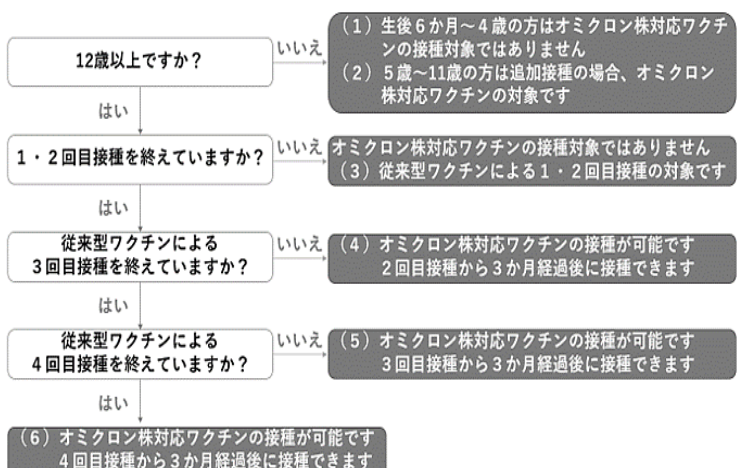 12歳以上ですか？
いいえ
（1）生後６か月～４歳の方はオミクロン株対応ワクチ
ンの接種対象ではありません
（2）５歳～11歳の方は追加接種の場合、オミクロン
株対応ワクチンの対象です
はい
１・２回目接種を終えていますか？
いいえ
オミクロン株対応ワクチンの接種対象ではありません
（3）従来型ワクチンによる１・２回目接種の対象です
はい
従来型ワクチンによる
３回目接種を終えていますか？
いいえ
（4）オミクロン株対応ワクチンの接種が可能です
２回目接種から３か月経過後に接種できます
はい
従来型ワクチンによる
４回目接種を終えていますか？
いいえ
（5）オミクロン株対応ワクチンの接種が可能です
３回目接種から３か月経過後に接種できます
はい
（6）オミクロン株対応ワクチンの接種が可能です
４回目接種から３か月経過後に接種できます